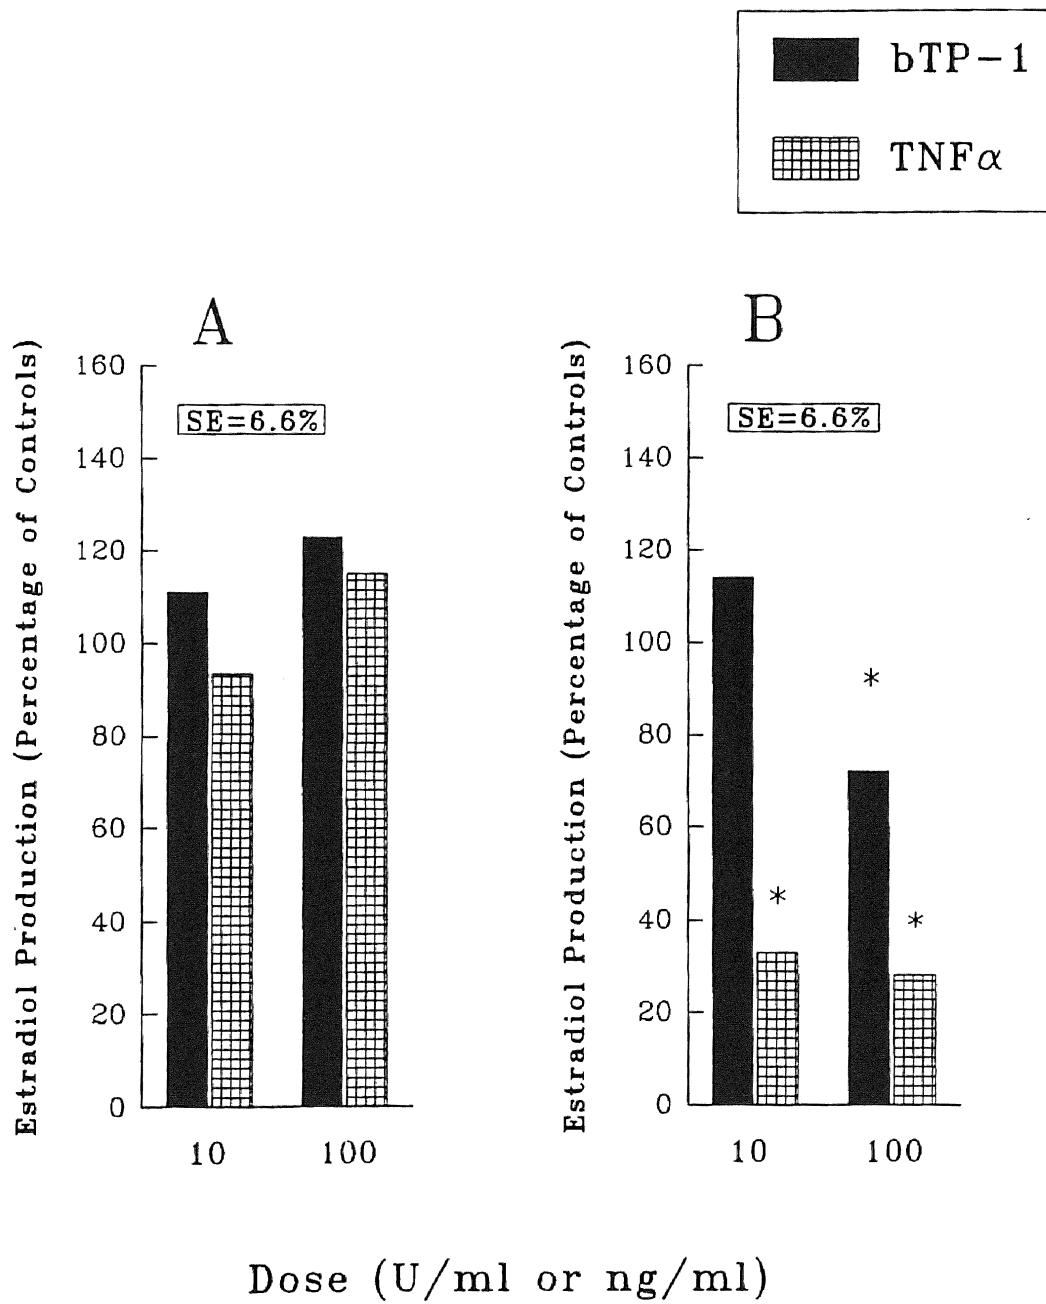 bTP-1
TNFα
A
B
Estradiol Production (Percentage of Controls)
160
140
120
100
80
60
40
20
0
SE=6.6%
10 100
Estradiol Production (Percentage of Controls)
160
140
120
100
80
60
40
20
0
SE=6.6%
*
*
*
10 100
Dose (U/ml or ng/ml)